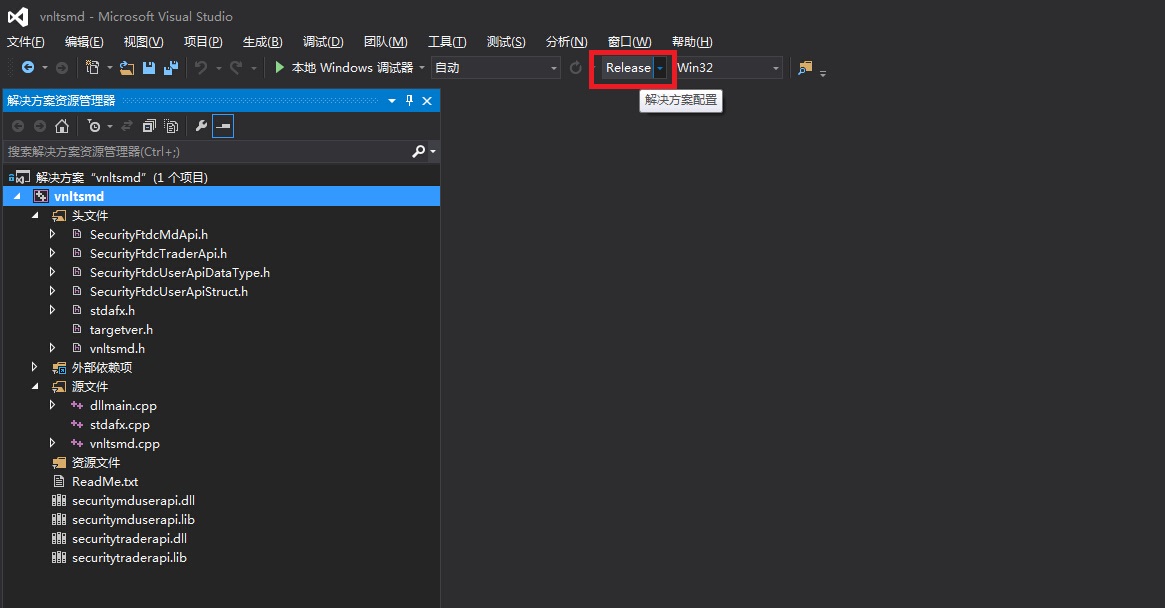 vnltsmd - Microsoft Visual Studio
文件(F) 编辑(E) 视图(V) 项目(P) 生成(B) 调试(D) 团队(M) 工具(T) 测试(S) 分析(N) 窗口(W) 帮助(H)
本地 Windows 调试器 自动 Release Win32
解决方案配置
解决方案资源管理器
搜索解决方案资源管理器(Ctrl+;)
解决方案“vnltsmd”(1 个项目)
vnltsmd
头文件
SecurityFtdcMdApi.h
SecurityFtdcTraderApi.h
SecurityFtdcUserApiDataType.h
SecurityFtdcUserApiStruct.h
stdafx.h
targetver.h
vnltsmd.h
外部依赖项
源文件
dllmain.cpp
stdafx.cpp
vnltsmd.cpp
资源文件
ReadMe.txt
securitymduserapi.dll
securitymduserapi.lib
securitytraderapi.dll
securitytraderapi.lib